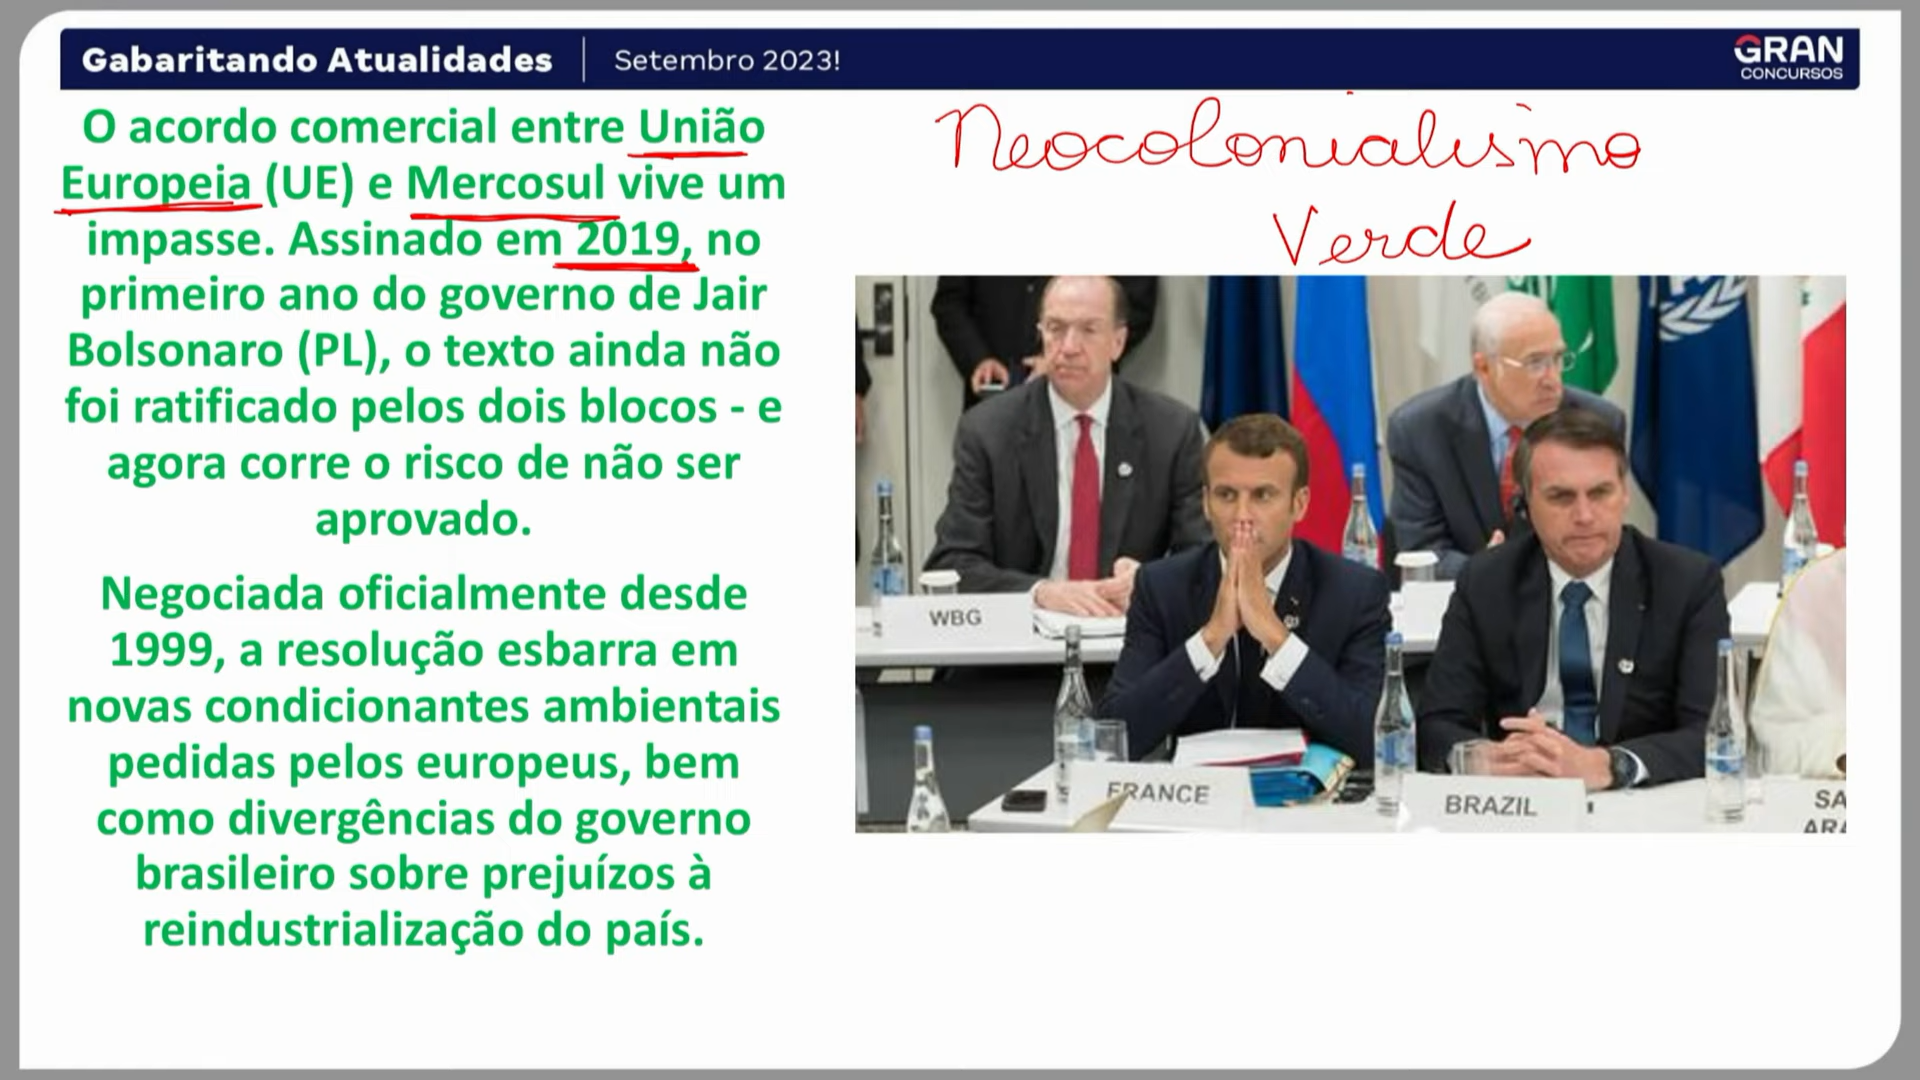 Gabaritando Atualidades
Setembro 2023!
GRAN
CONCURSOS
O acordo comercial entre União
Europeia (UE) e Mercosul vive um
impasse. Assinado em 2019, no
primeiro ano do governo de Jair
Bolsonaro (PL), o texto ainda não
foi ratificado pelos dois blocos - e
agora corre o risco de não ser
aprovado.
Negociada oficialmente desde
1999, a resolução esbarra em
novas condicionantes ambientais
pedidas pelos europeus, bem
como divergências do governo
brasileiro sobre prejuízos à
reindustrialização do país.
Neocolonialismo
Verde
WBG
FRANCE
BRAZIL